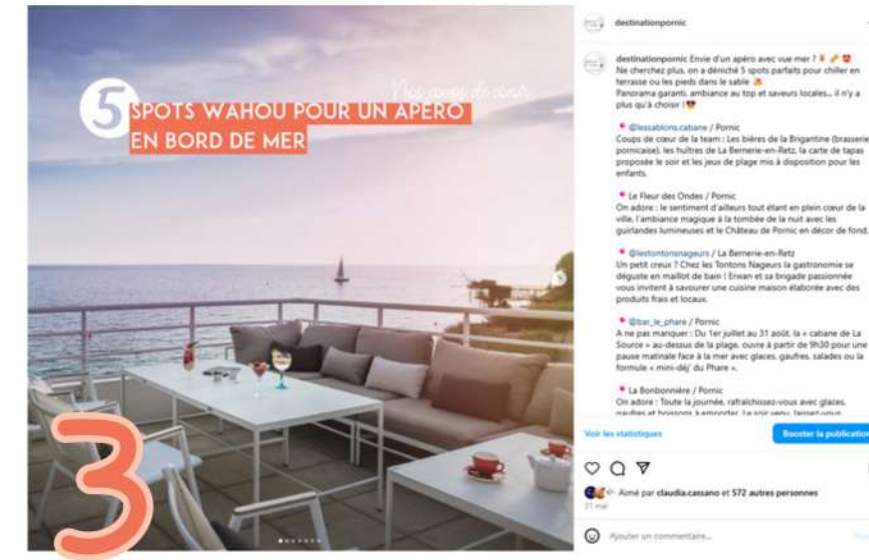 Nos coups de coeur
5
SPOTS WAHOU POUR UN APERO
EN BORD DE MER
3
destinationpornic
destinationpornic Envie d'un apéro avec vue mer ?
Ne cherchez plus, on a déniché 5 spots parfaits pour chiller en
terrasse ou les pieds dans le sable
Panorama garanti, ambiance au top et saveurs locales... il n'y a
plus qu'à choisir !
@lessablons.cabane / Pornic
Coups de cœur de la team : Les bières de la Brigantine (brasserie
pornicaise), les huîtres de La Bernerie-en-Retz, la carte de tapas
proposée le soir et les jeux de plage mis à disposition pour les
enfants.
Le Fleur des Ondes / Pornic
On adore : le sentiment d'ailleurs tout étant en plein coeur de la
ville, l'ambiance magique à la tombée de la nuit avec les
guirlandes lumineuses et le Château de Pornic en décor de fond.
@lestontonsnageurs / La Bernerie-en-Retz
Un petit creux ? Chez les Tontons Nageurs la gastronomie se
déguste en maillot de bain ! Erwan et sa brigade passionnée
vous invitent à savourer une cuisine maison élaborée avec des
produits frais et locaux.
@bar_le_phare / Pornic
A ne pas manquer : Du 1er juillet au 31 août, la « cabane de La
Source » au-dessus de la plage, ouvre à partir de 9h30 pour une
pause matinale face à la mer avec glaces, gaufres, salades ou la
formule « mini-déj' du Phare ».
La Bonbonnière / Pornic
On adore : Toute la journée, rafraîchissez-vous avec glaces,
gaufres et boissons à emporter. Le soir venu, laissez-vous
Voir les statistiques
Booster la publication
Aimé par claudia.cassano et 572 autres personnes
31 mai
Ajouter un commentaire...